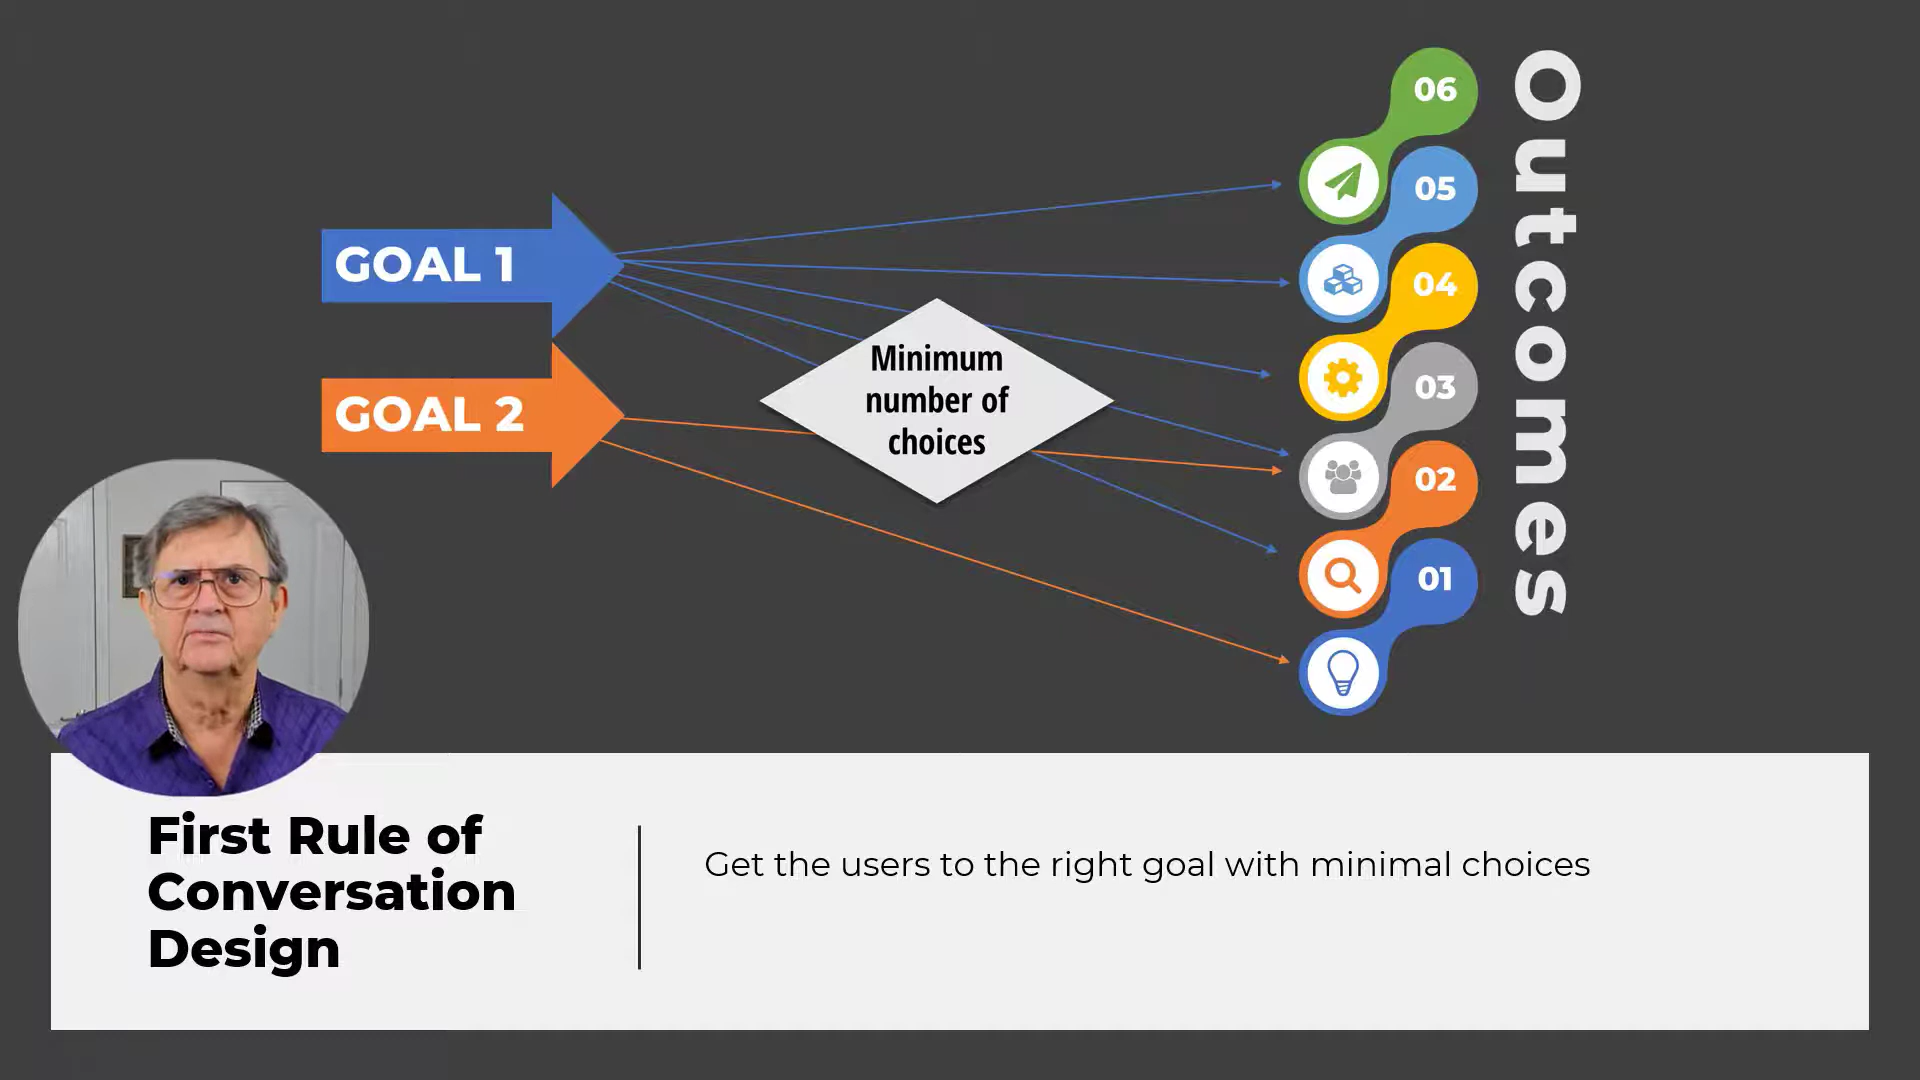 GOAL 1
GOAL 2
Minimum
number of
choices
06
05
04
03
02
01
Outcomes
First Rule of
Conversation
Design
Get the users to the right goal with minimal choices